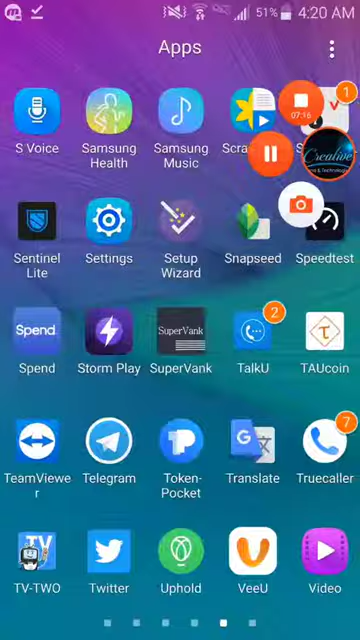 51% 4:20 AM
Apps
1
07:16
S Voice
Samsung Health
Samsung Music
Creative
Sentinel Lite
Settings
Setup Wizard
Snapseed
Speedtest
Spend
Spend
Storm Play
SuperVank
SuperVank
2
TalkU
TAUcoin
TeamViewe
r
Telegram
Token-
Pocket
G
Translate
7
Truecaller
TV
TV-TWO
Twitter
Uphold
VeeU
Video